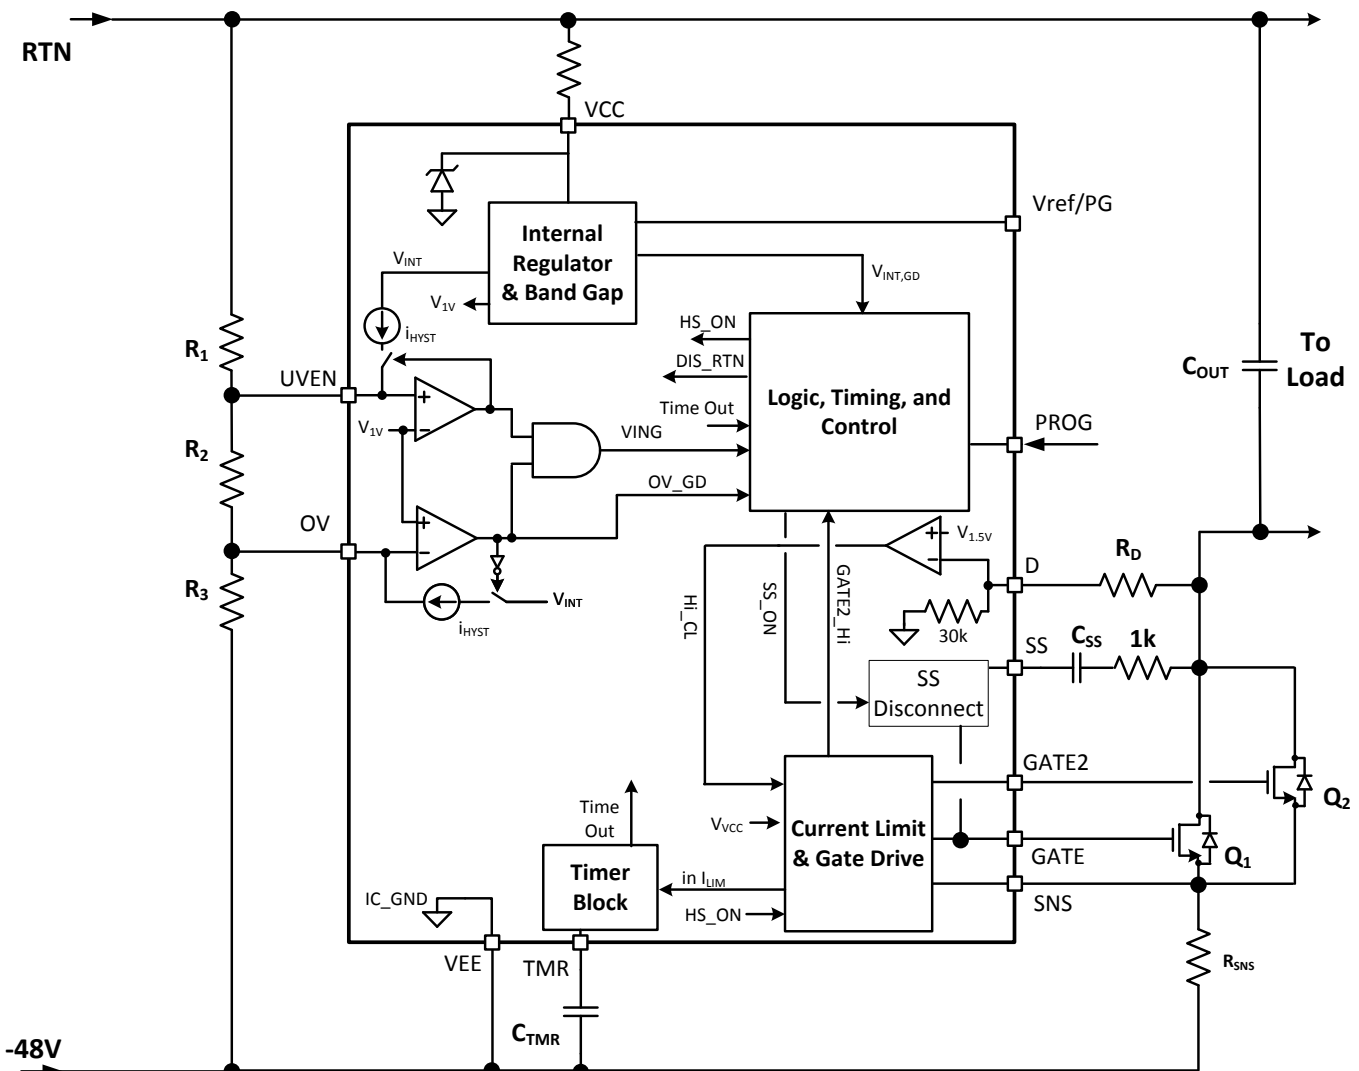 RTN
VCC
Vref/PG
Internal
Regulator
& Band Gap
VINT
V1V
VINT,GD
iHYST
HS_ON
DIS_RTN
Time Out
Logic, Timing, and
Control
PROG
COUT
To
Load
R1
UVEN
V1V
VING
R2
OV_GD
OV
V1.5V
D
RD
R3
VINT
iHYST
Hi_CL
SS_ON
GATE2_Hi
30k
SS
CSS
1k
SS
Disconnect
GATE2
Q2
Time
Out
VVCC
Current Limit
& Gate Drive
GATE
Q1
Timer
Block
in ILIM
HS_ON
SNS
IC_GND
VEE
TMR
RSNS
CTMR
-48V